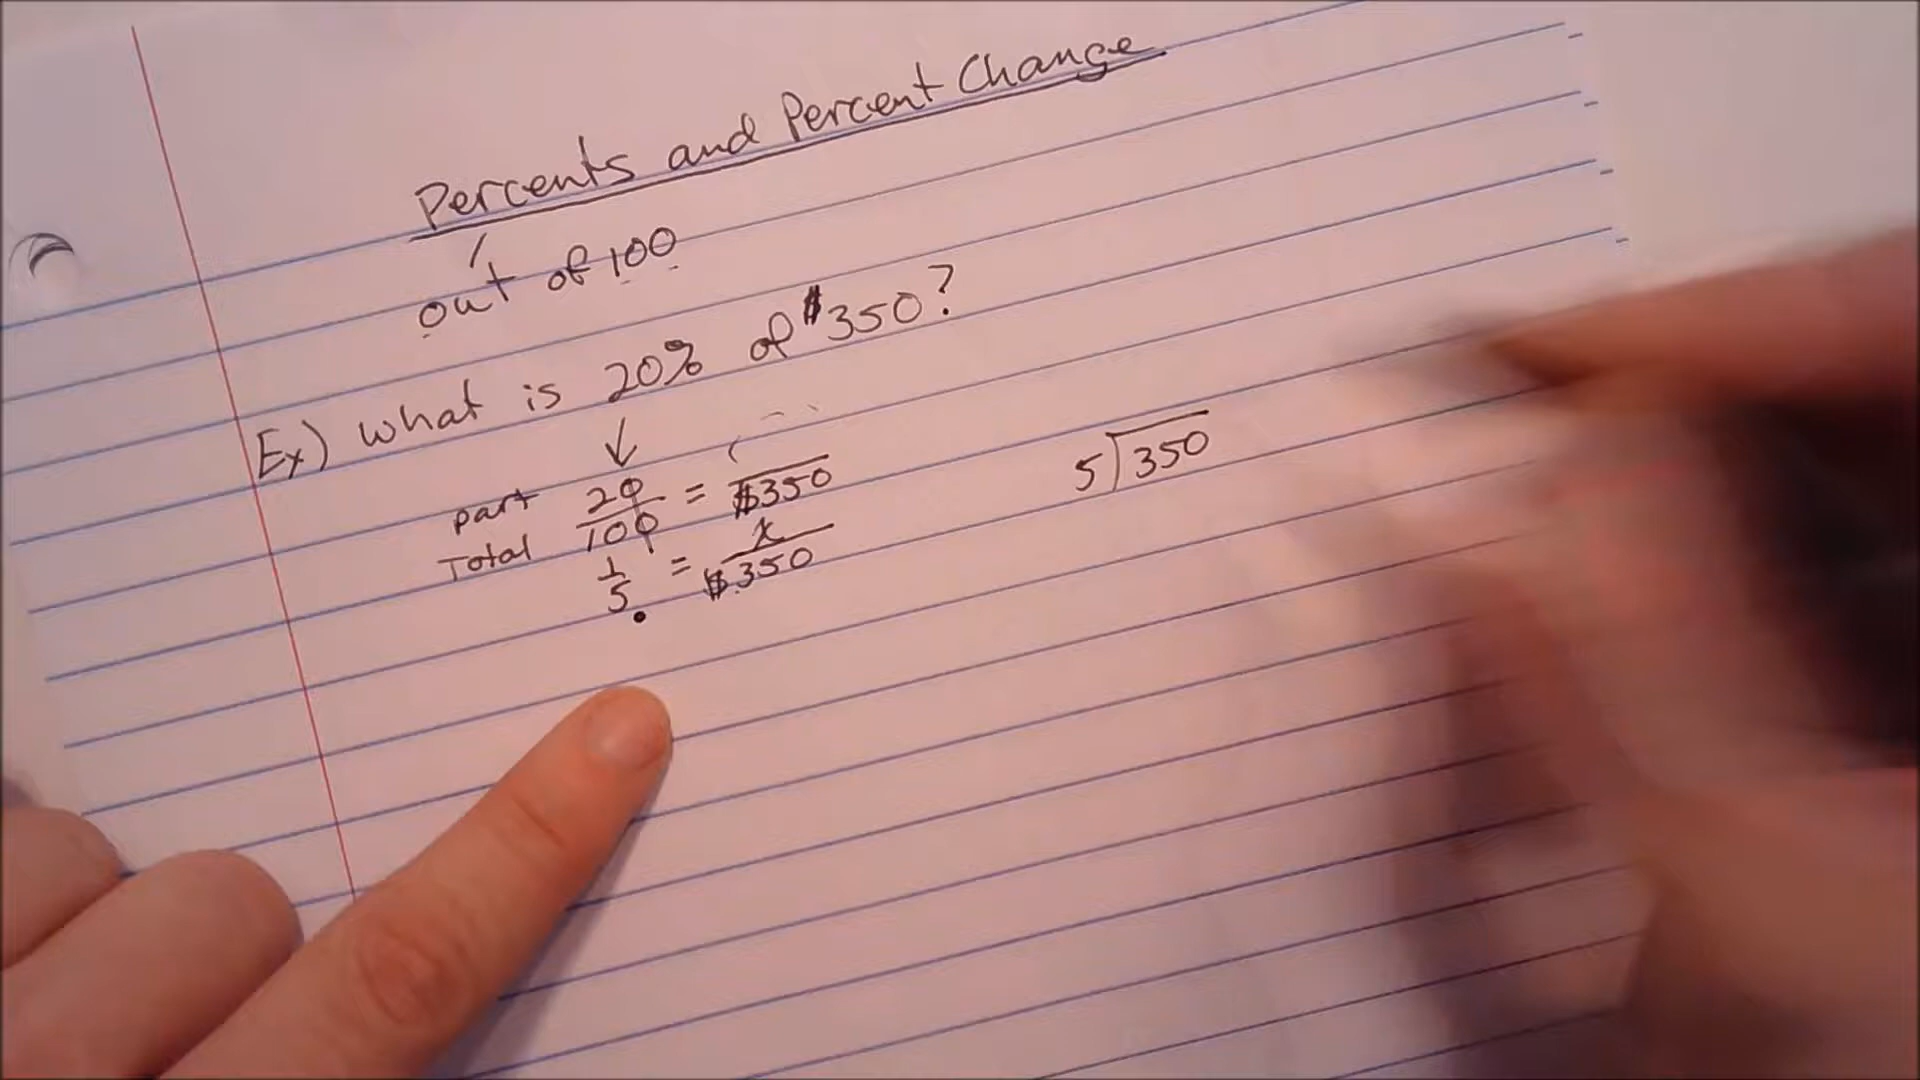 Percents and Percent Change
out of 100
Ex) what is 20% of $350?
part 20/100 = /$350
Total
1/5 = x/$350
5)350